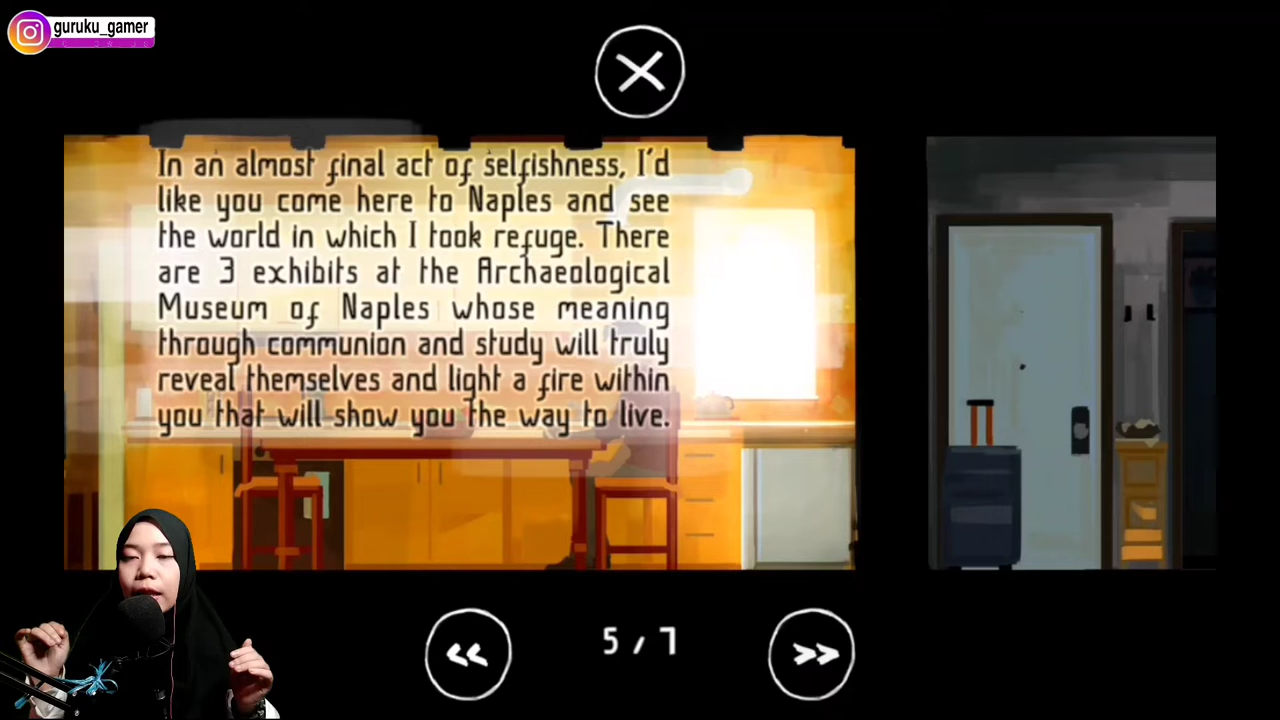 guruku_gamer
In an almost final act of selfishness, I'd
like you come here to Naples and see
the world in which I took refuge. There
are 3 exhibits at the Archaeological
Museum of Naples whose meaning
through communion and study will truly
reveal themselves and light a fire within
you that will show you the way to live.
5 / 7